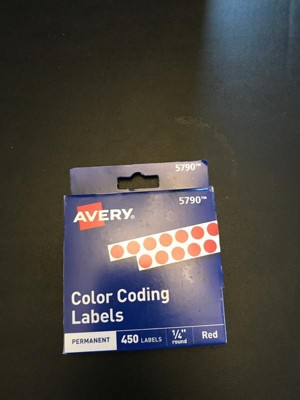 5790™
5790™
AVERY®
Color Coding
Labels
PERMANENT 450 LABELS 1/4" round Red